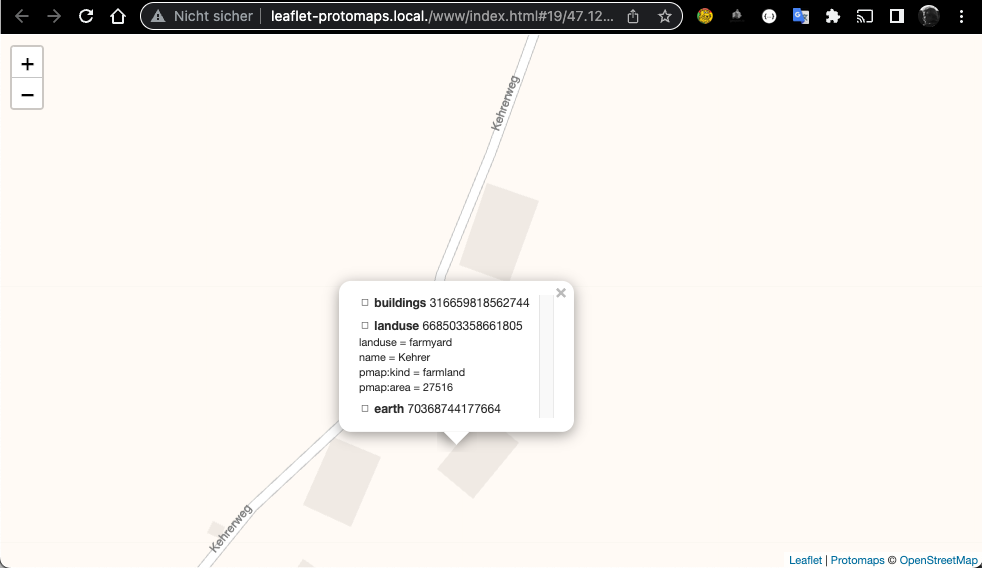 Nicht sicher
leaflet-protomaps.local./www/index.html#19/47.12...
+
−
Kehrerweg
×
buildings 316659818562744
landuse 668503358661805
landuse = farmyard
name = Kehrer
pmap:kind = farmland
pmap:area = 27516
earth 70368744177664
Kehrerweg
Leaflet | Protomaps © OpenStreetMap